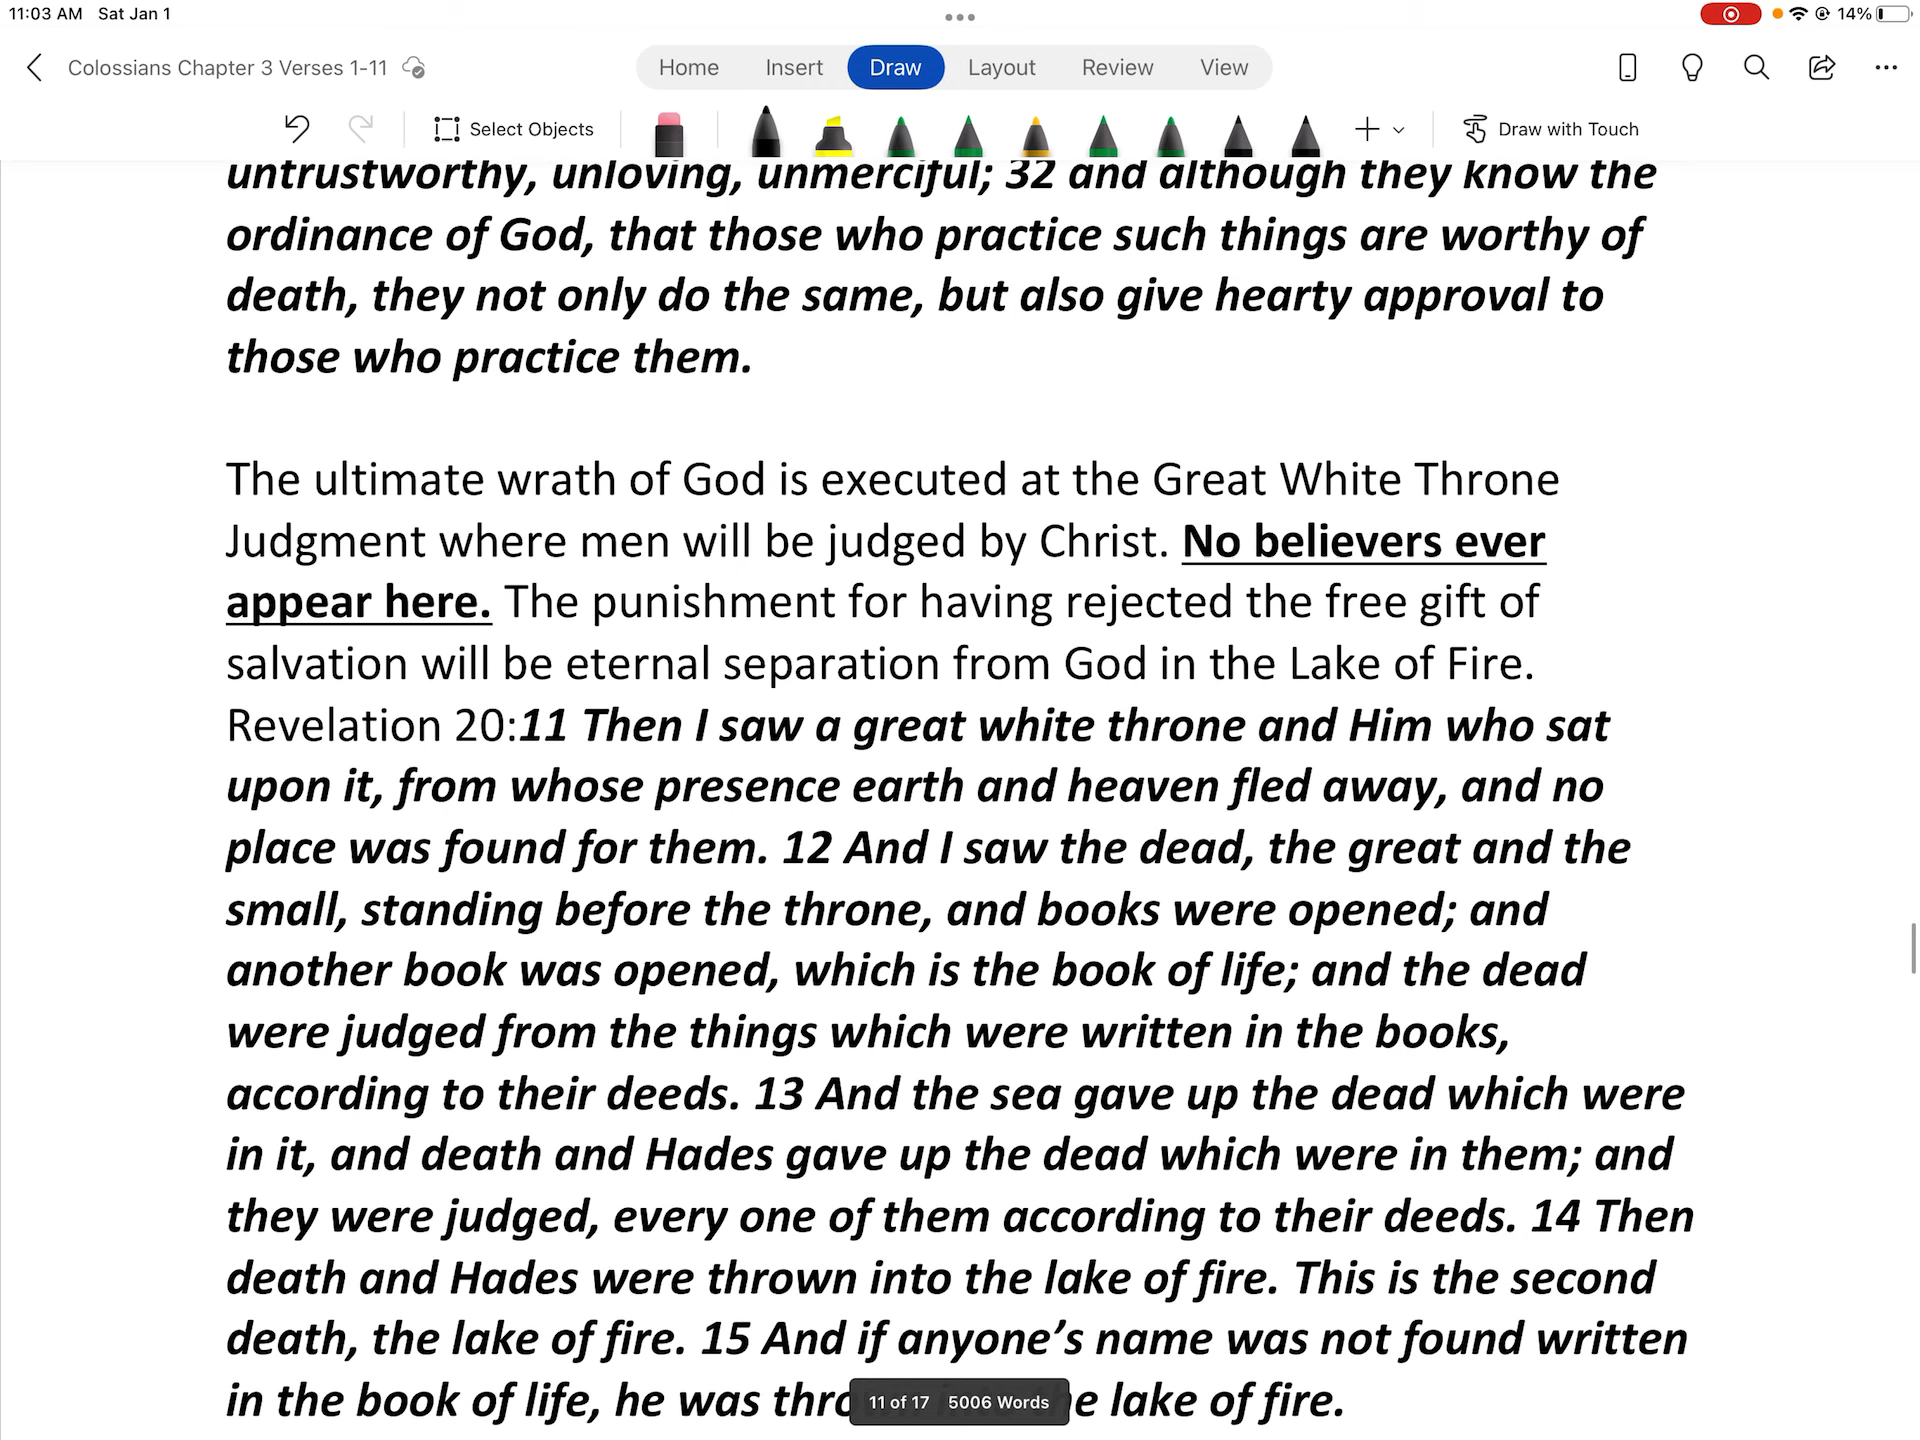 11:03 AM Sat Jan 1
14%
Colossians Chapter 3 Verses 1-11
Home Insert Draw Layout Review View
Select Objects
Draw with Touch
untrustworthy, unloving, unmerciful; 32 and although they know the
ordinance of God, that those who practice such things are worthy of
death, they not only do the same, but also give hearty approval to
those who practice them.
The ultimate wrath of God is executed at the Great White Throne
Judgment where men will be judged by Christ. No believers ever
appear here. The punishment for having rejected the free gift of
salvation will be eternal separation from God in the Lake of Fire.
Revelation 20:11 Then I saw a great white throne and Him who sat
upon it, from whose presence earth and heaven fled away, and no
place was found for them. 12 And I saw the dead, the great and the
small, standing before the throne, and books were opened; and
another book was opened, which is the book of life; and the dead
were judged from the things which were written in the books,
according to their deeds. 13 And the sea gave up the dead which were
in it, and death and Hades gave up the dead which were in them; and
they were judged, every one of them according to their deeds. 14 Then
death and Hades were thrown into the lake of fire. This is the second
death, the lake of fire. 15 And if anyone’s name was not found written
in the book of life, he was lake of fire.
11 of 17 5006 Words